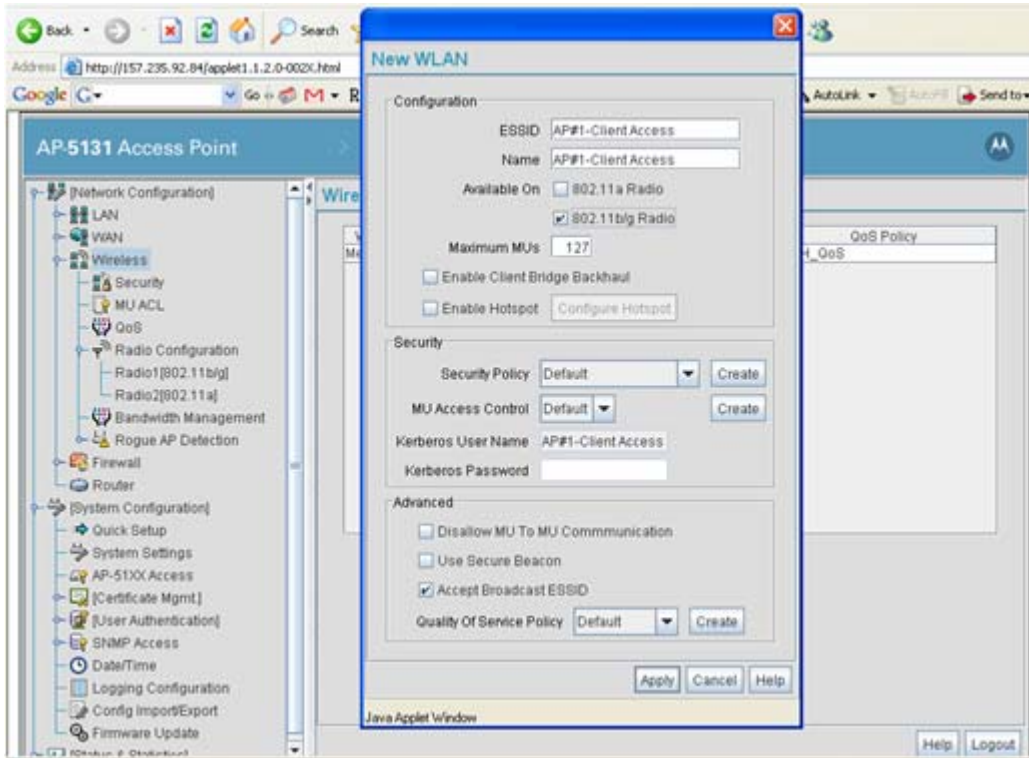 Back
Search
Address http://157.235.92.84/applet1.1.2.0-002X.html
Google G
Go
AutoLink
AutoFill
Send to
AP-5131 Access Point
[Network Configuration]
LAN
WAN
Wireless
Security
MU ACL
QoS
Radio Configuration
Radio1[802.11b/g]
Radio2[802.11a]
Bandwidth Management
Rogue AP Detection
Firewall
Router
[System Configuration]
Quick Setup
System Settings
AP-51XX Access
[Certificate Mgmt.]
[User Authentication]
SNMP Access
Date/Time
Logging Configuration
Config Import/Export
Firmware Update
[Status & Statistics]
Wire
QoS Policy
_QoS
New WLAN
Configuration
ESSID AP#1-Client Access
Name AP#1-Client Access
Available On 802.11a Radio
802.11b/g Radio
Maximum MUs 127
Enable Client Bridge Backhaul
Enable Hotspot Configure Hotspot
Security
Security Policy Default Create
MU Access Control Default Create
Kerberos User Name AP#1-Client Access
Kerberos Password
Advanced
Disallow MU To MU Commmunication
Use Secure Beacon
Accept Broadcast ESSID
Quality Of Service Policy Default Create
Apply Cancel Help
Java Applet Window
Help Logout